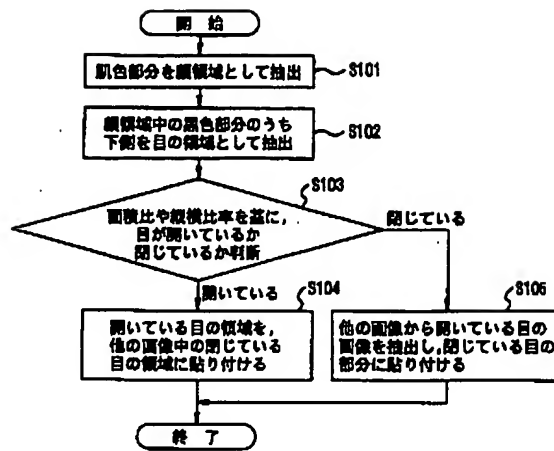 開 始
肌色部分を顔領域として抽出
S101
顔領域中の黒色部分のうち
下側を目の領域として抽出
S102
S103
面積比や縦横比率を基に,
目が開いているか
閉じているか判断
閉じている
開いている
S104
開いている目の領域を,
他の画像中の閉じている
目の領域に貼り付ける
S105
他の画像から開いている目の
画像を抽出し,閉じている目の
部分に貼り付ける
終 了